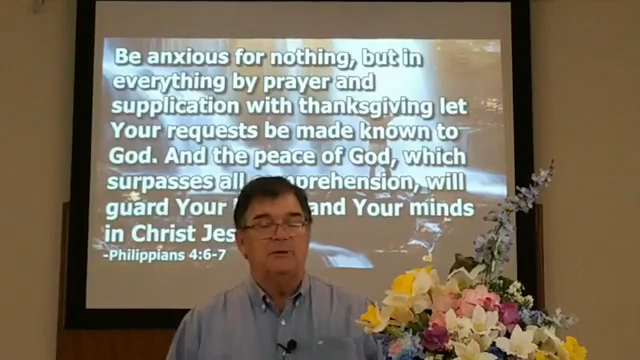 Be anxious for nothing, but in
everything by prayer and
supplication with thanksgiving let
Your requests be made known to
God. And the peace of God, which
surpasses all comprehension, will
guard Your and Your minds
in Christ
-Philippians 4:6-7